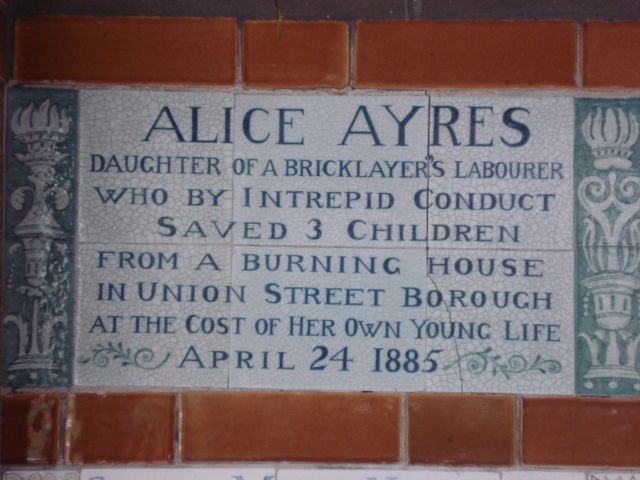 ALICE AYRES
DAUGHTER OF A BRICKLAYER'S LABOURER
WHO BY INTREPID CONDUCT
SAVED 3 CHILDREN
FROM A BURNING HOUSE
IN UNION STREET BOROUGH
AT THE COST OF HER OWN YOUNG LIFE
APRIL 24 1885